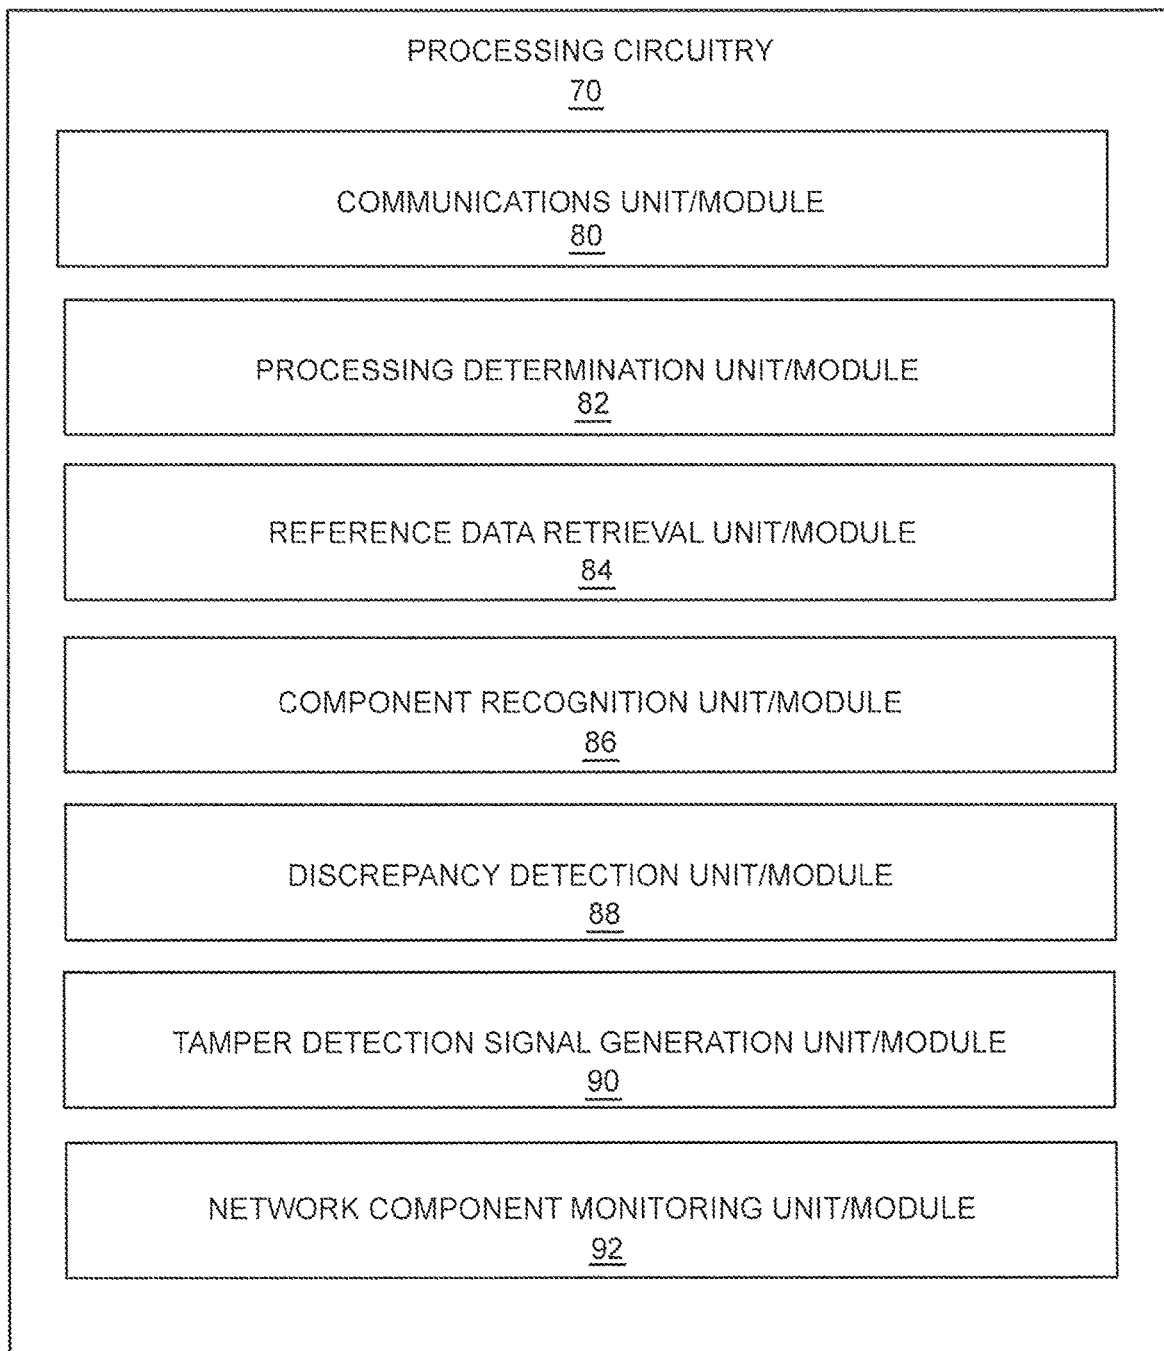 PROCESSING CIRCUITRY
70
COMMUNICATIONS UNIT/MODULE
80
PROCESSING DETERMINATION UNIT/MODULE
82
REFERENCE DATA RETRIEVAL UNIT/MODULE
84
COMPONENT RECOGNITION UNIT/MODULE
86
DISCREPANCY DETECTION UNIT/MODULE
88
TAMPER DETECTION SIGNAL GENERATION UNIT/MODULE
90
NETWORK COMPONENT MONITORING UNIT/MODULE
92